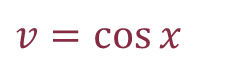 v = cos x